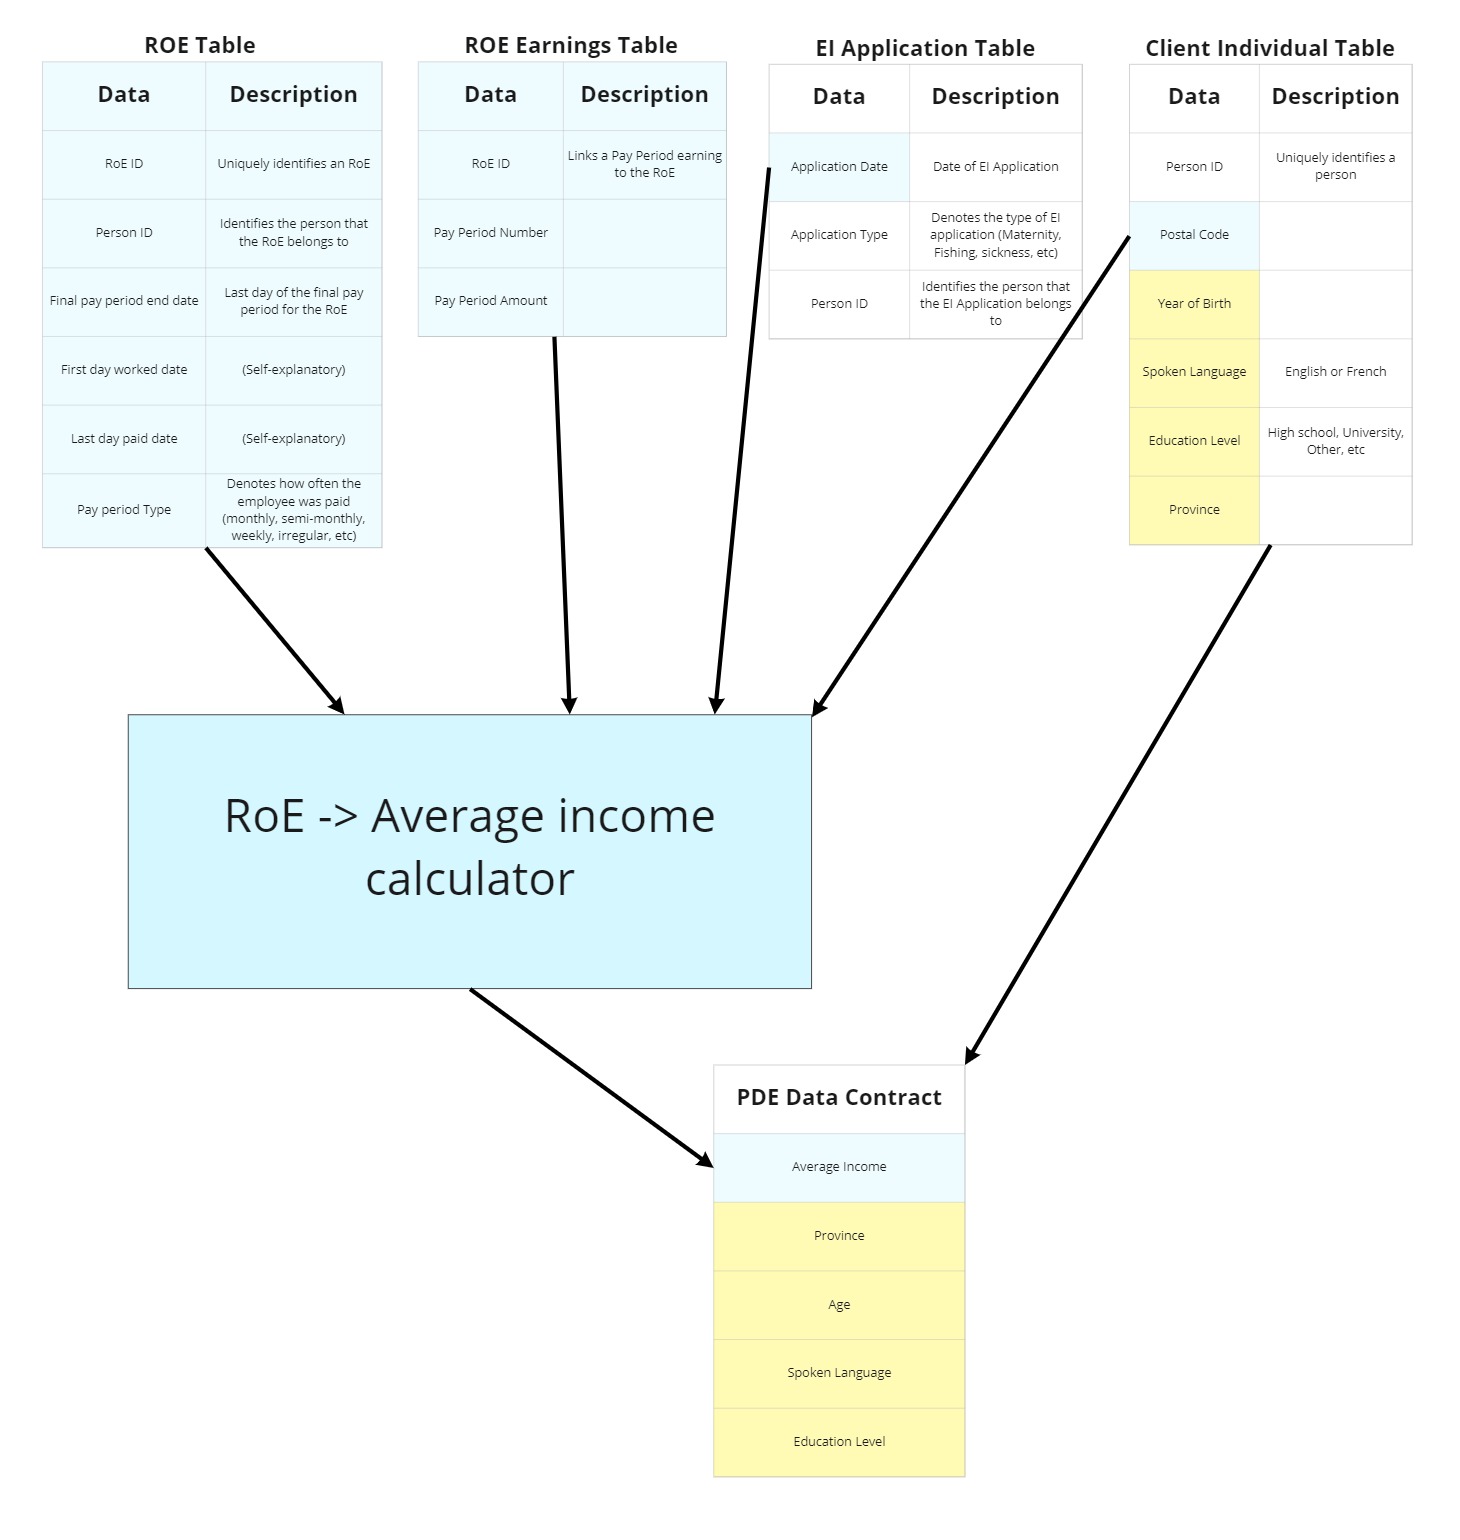 ROE Table
Data
Description
RoE ID
Uniquely identifies an RoE
Person ID
Identifies the person that
the RoE belongs to
Final pay period end date
Last day of the final pay
period for the RoE
First day worked date
(Self-explanatory)
Last day paid date
(Self-explanatory)
Pay period Type
Denotes how often the
employee was paid
(monthly, semi-monthly,
weekly, irregular, etc)
ROE Earnings Table
Data
Description
RoE ID
Links a Pay Period earning
to the RoE
Pay Period Number
Pay Period Amount
EI Application Table
Data
Description
Application Date
Date of EI Application
Application Type
Denotes the type of EI
application (Maternity,
Fishing, sickness, etc)
Person ID
Identifies the person that
the EI Application belongs
to
Client Individual Table
Data
Description
Person ID
Uniquely identifies a
person
Postal Code
Year of Birth
Spoken Language
English or French
Education Level
High school, University,
Other, etc
Province
RoE -> Average income
calculator
PDE Data Contract
Average Income
Province
Age
Spoken Language
Education Level